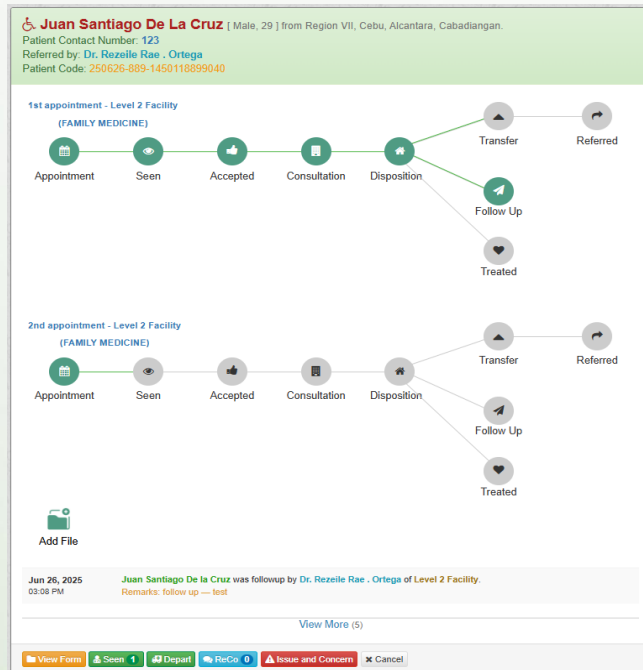 Juan Santiago De La Cruz [ Male, 29 ] from Region VII, Cebu, Alcantara, Cabadiangan.
Patient Contact Number: 123
Referred by: Dr. Rezeile Rae . Ortega
Patient Code: 250626-889-1450118899040
1st appointment - Level 2 Facility
(FAMILY MEDICINE)
Transfer Referred
Appointment Seen Accepted Consultation Disposition
Follow Up
Treated
2nd appointment - Level 2 Facility
(FAMILY MEDICINE)
Transfer Referred
Appointment Seen Accepted Consultation Disposition
Follow Up
Treated
Add File
Jun 26, 2025 Juan Santiago De la Cruz was followup by Dr. Rezeile Rae . Ortega of Level 2 Facility.
03:08 PM Remarks: follow up — test
View More (5)
View Form Seen 1 Depart ReCo 0 Issue and Concern Cancel